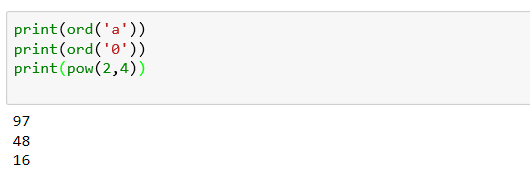 print(ord('a'))
print(ord('0'))
print(pow(2,4))
97
48
16